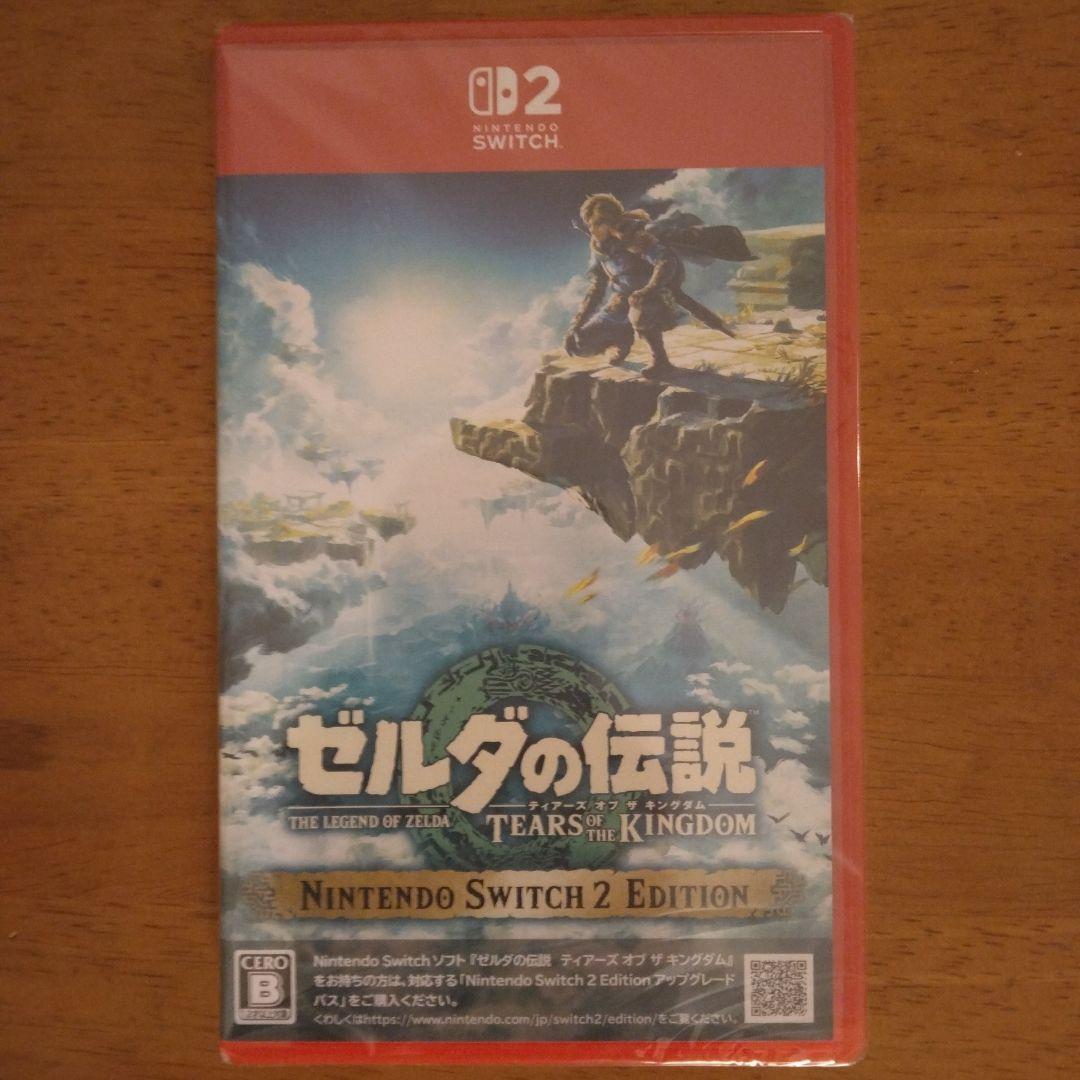 2
NINTENDO
SWITCH
ゼルダの伝説™
ティアーズ オブ ザ キングダム
THE LEGEND OF ZELDA
TEARS OF THE KINGDOM
NINTENDO SWITCH 2 EDITION
CERO
B
Nintendo Switch ソフト『ゼルダの伝説 ティアーズ オブ ザ キングダム』
をお持ちの方は、対応する「Nintendo Switch 2 Edition アップグレード
パス」をご購入ください。
くわしくはhttps://www.nintendo.com/jp/switch2/edition/をご覧ください。